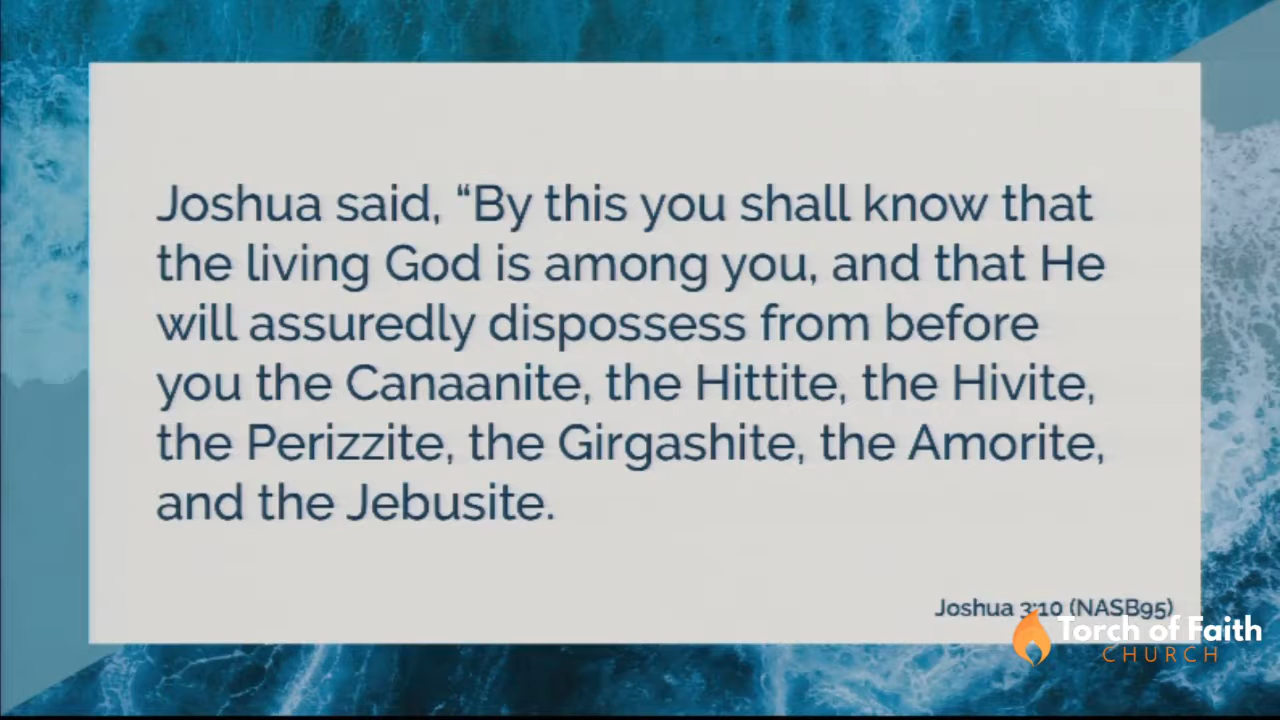 Joshua said, “By this you shall know that
the living God is among you, and that He
will assuredly dispossess from before
you the Canaanite, the Hittite, the Hivite,
the Perizzite, the Girgashite, the Amorite,
and the Jebusite.
Joshua 3:10 (NASB95)
Torch of Faith
CHURCH